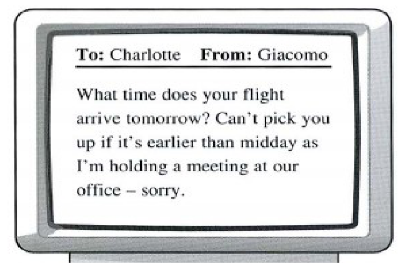 To: Charlotte From: Giacomo
What time does your flight
arrive tomorrow? Can't pick you
up if it's earlier than midday as
I'm holding a meeting at our
office – sorry.